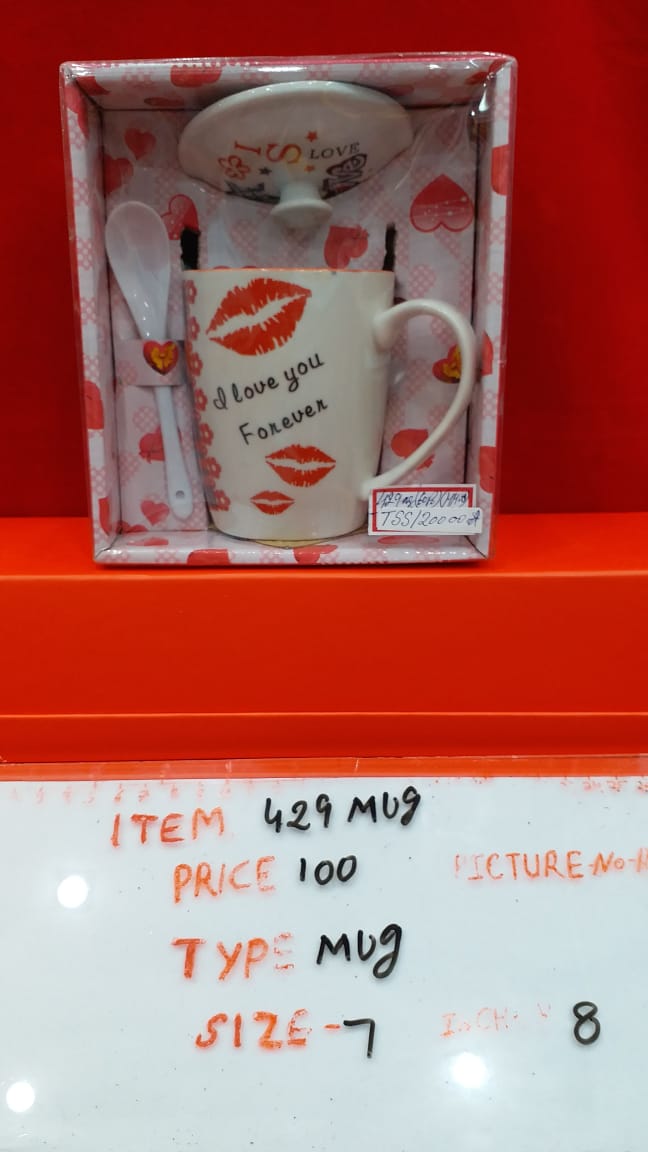 I S LOVE
I love you
Forever
TSS/20000
ITEM 429 MUg
PRICE 100 PICTURE-No-
TYPE MUg
SIZE-7 8